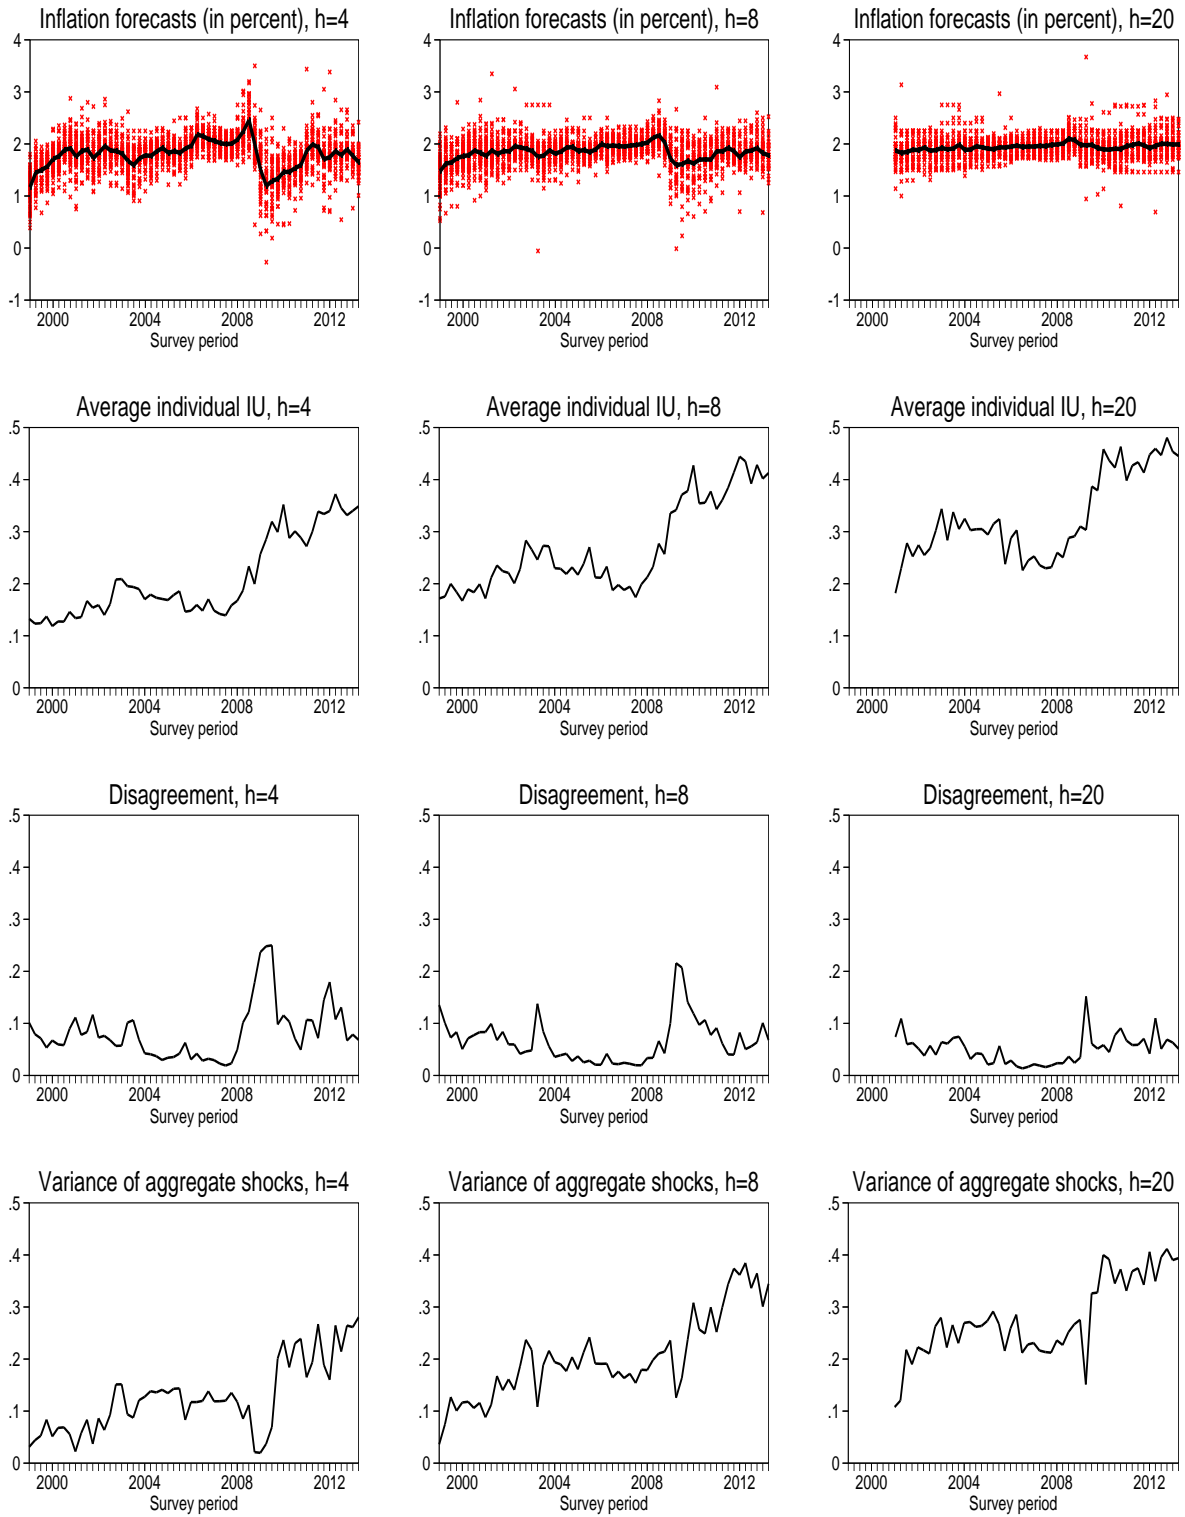 Inflation forecasts (in percent), h=4
Inflation forecasts (in percent), h=8
Inflation forecasts (in percent), h=20
4
3
2
1
0
-1
2000 2004 2008 2012
Survey period
4
3
2
1
0
-1
2000 2004 2008 2012
Survey period
4
3
2
1
0
-1
2000 2004 2008 2012
Survey period
Average individual IU, h=4
Average individual IU, h=8
Average individual IU, h=20
.5
.4
.3
.2
.1
0
2000 2004 2008 2012
Survey period
.5
.4
.3
.2
.1
0
2000 2004 2008 2012
Survey period
.5
.4
.3
.2
.1
0
2000 2004 2008 2012
Survey period
Disagreement, h=4
Disagreement, h=8
Disagreement, h=20
.5
.4
.3
.2
.1
0
2000 2004 2008 2012
Survey period
.5
.4
.3
.2
.1
0
2000 2004 2008 2012
Survey period
.5
.4
.3
.2
.1
0
2000 2004 2008 2012
Survey period
Variance of aggregate shocks, h=4
Variance of aggregate shocks, h=8
Variance of aggregate shocks, h=20
.5
.4
.3
.2
.1
0
2000 2004 2008 2012
Survey period
.5
.4
.3
.2
.1
0
2000 2004 2008 2012
Survey period
.5
.4
.3
.2
.1
0
2000 2004 2008 2012
Survey period